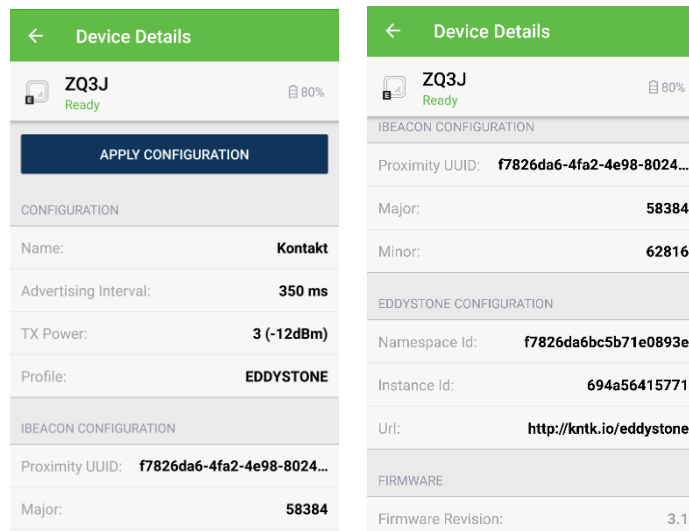 Device Details
ZQ3J
E
Ready
80%
APPLY CONFIGURATION
CONFIGURATION
Name: Kontakt
Advertising Interval: 350 ms
TX Power: 3 (-12dBm)
Profile: EDDYSTONE
IBEACON CONFIGURATION
Proximity UUID: f7826da6-4fa2-4e98-8024...
Major: 58384
Device Details
ZQ3J
E
Ready
80%
IBEACON CONFIGURATION
Proximity UUID: f7826da6-4fa2-4e98-8024...
Major: 58384
Minor: 62816
EDDYSTONE CONFIGURATION
Namespace Id: f7826da6bc5b71e0893e
Instance Id: 694a56415771
Url: http://kntk.io/eddystone
FIRMWARE
Firmware Revision: 3.1